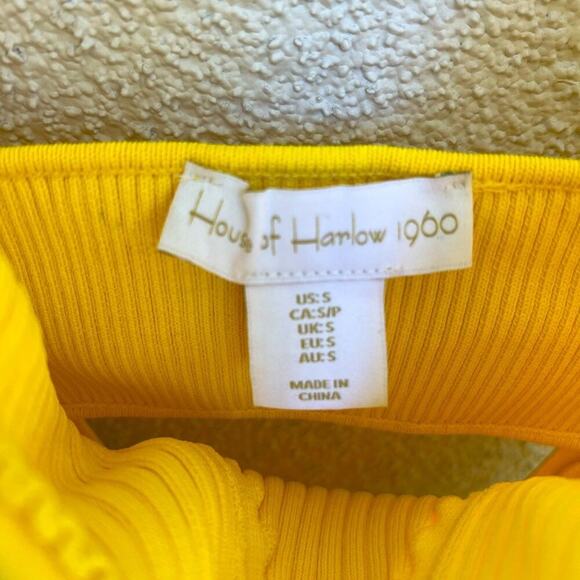 House of Harlow 1960
US: S
CA: S/P
UK: S
EU: S
AU: S
MADE IN
CHINA